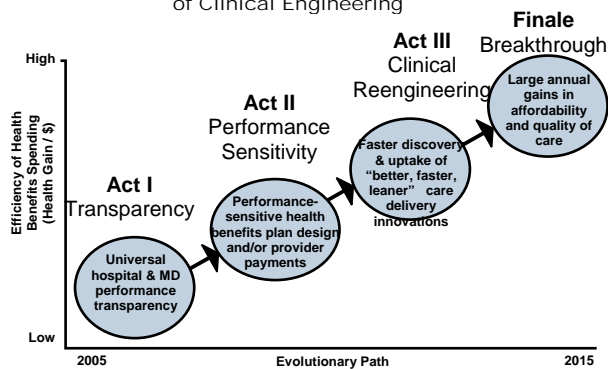 of Clinical Engineering
High
Efficiency of Health
Benefits Spending
(Health Gain / $)
Low
Act I
Transparency
Universal
hospital & MD
performance
transparency
Act II
Performance
Sensitivity
Performance-
sensitive health
benefits plan design
and/or provider
payments
Act III
Clinical
Reengineering
Faster discovery
& uptake of
“better, faster,
leaner” care
delivery
innovations
Finale
Breakthrough
Large annual
gains in
affordability
and quality of
care
2005
Evolutionary Path
2015